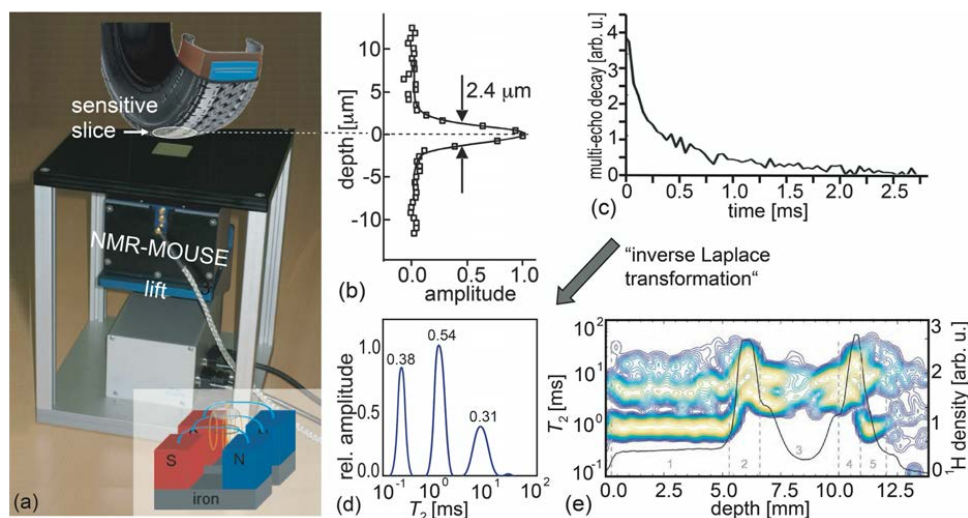 sensitive
slice
NMR-MOUSE
lift
S
N
iron
(a)
depth [µm]
10
5
0
-5
-10
2.4 µm
0.0
0.5
1.0
amplitude
(b)
multi-echo decay [arb. u.]
4
3
2
1
0
0
0.5
1.0
1.5
2.0
2.5
time [ms]
(c)
"inverse Laplace
transformation"
rel. amplitude
1.0
0.5
0.0
0.38
0.54
0.31
10⁻¹
10⁰
10¹
10²
T₂ [ms]
(d)
T₂ [ms]
10²
10¹
10⁰
10⁻¹
0
1
2
3
4
5
0.0
2.5
5.0
7.5
10.0
12.5
depth [mm]
3
2
1
0
¹H density [arb. u.]
(e)